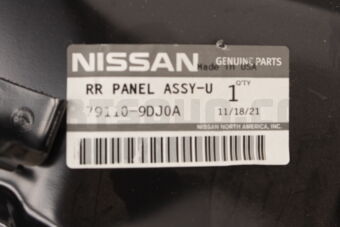 NISSAN GENUINE PARTS
Made in USA
RR PANEL ASSY-U Q'TY 1
79110-9DJ0A 11/18/21
NISSAN NORTH AMERICA, INC.